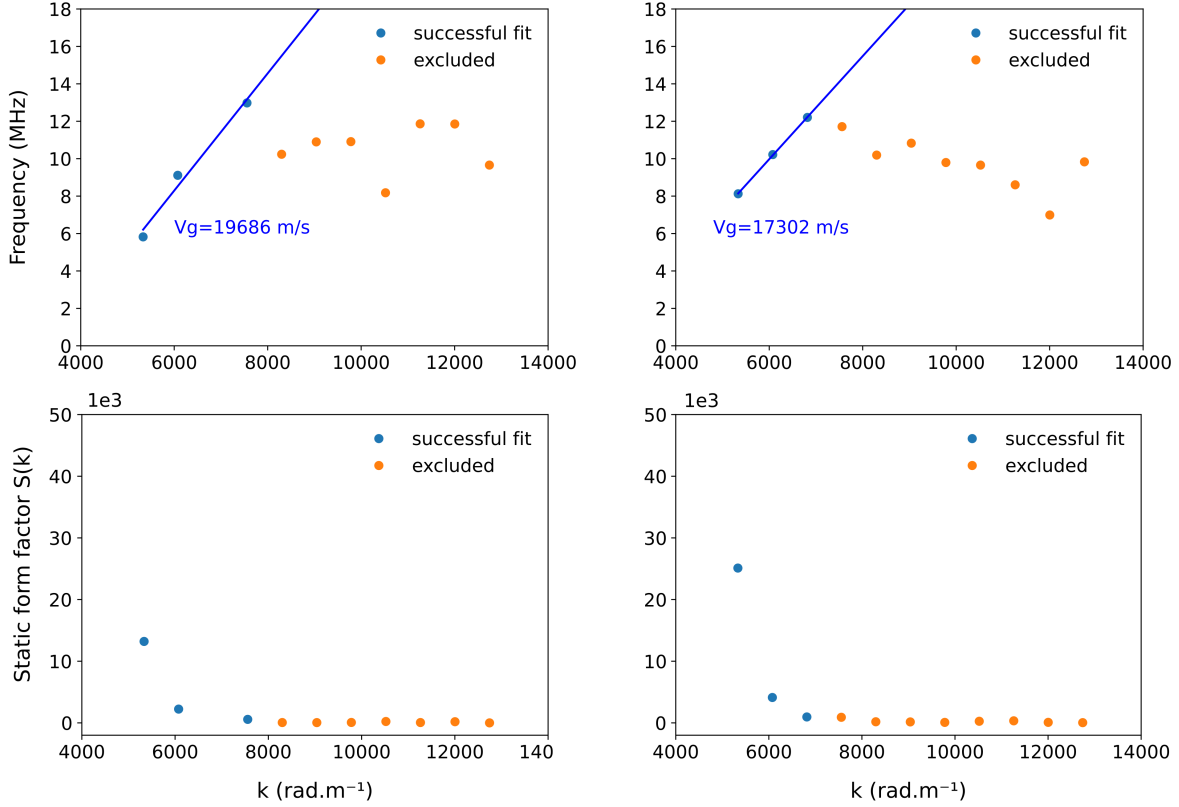 Frequency (MHz)
18
16
14
12
10
8
6
4
2
0
successful fit
excluded
Vg=19686 m/s
4000 6000 8000 10000 12000 14000
18
16
14
12
10
8
6
4
2
0
successful fit
excluded
Vg=17302 m/s
4000 6000 8000 10000 12000 14000
Static form factor S(k)
1e3
50
40
30
20
10
0
successful fit
excluded
4000 6000 8000 10000 12000 14000
k (rad.m⁻¹)
1e3
50
40
30
20
10
0
successful fit
excluded
4000 6000 8000 10000 12000 14000
k (rad.m⁻¹)